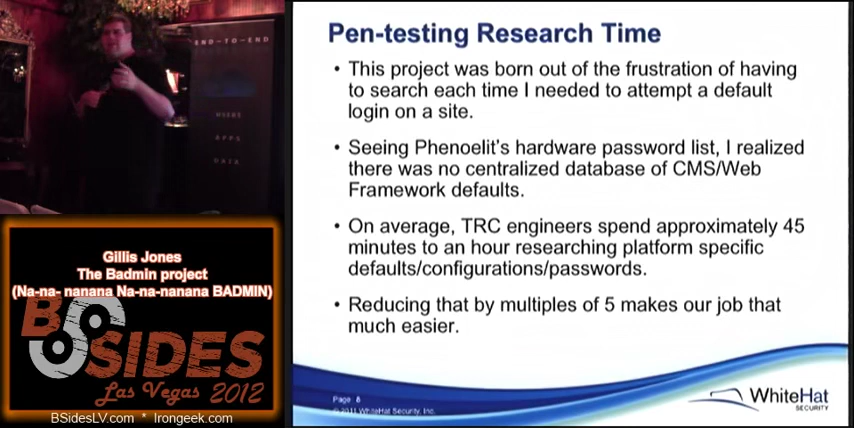 END-TO-END
USERS
APPS
DATA
Gillis Jones
The Badmin project
(Na-na- nanana Na-na-nanana BADMIN)
BSIDES
Las Vegas 2012
BSidesLV.com * Irongeek.com
Pen-testing Research Time
• This project was born out of the frustration of having
to search each time I needed to attempt a default
login on a site.
• Seeing Phenoelit's hardware password list, I realized
there was no centralized database of CMS/Web
Framework defaults.
• On average, TRC engineers spend approximately 45
minutes to an hour researching platform specific
defaults/configurations/passwords.
• Reducing that by multiples of 5 makes our job that
much easier.
Page 8
© 2011 WhiteHat Security, Inc.
WhiteHat
SECURITY